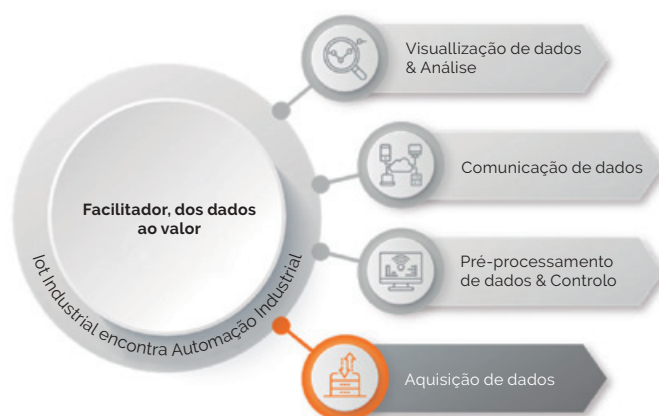 Visuallização de dados
& Análise
Comunicação de dados
Facilitador, dos dados
ao valor
Iot Industrial encontra Automação Industrial
Pré-processamento
de dados & Controlo
Aquisição de dados